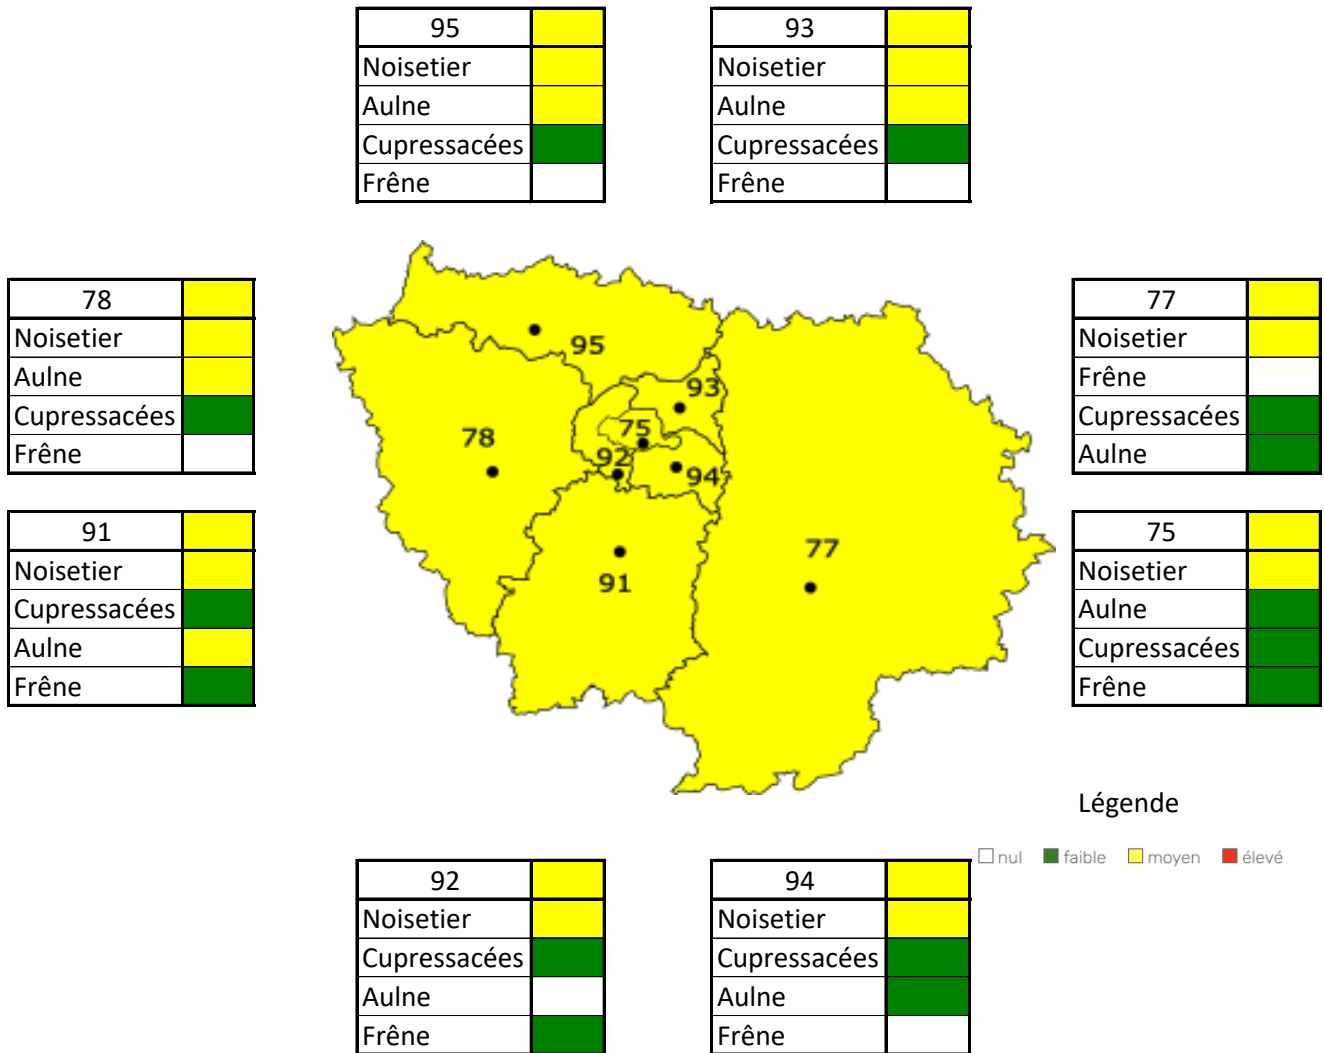 95
Noisetier
Aulne
Cupressacées
Frêne
93
Noisetier
Aulne
Cupressacées
Frêne
78
Noisetier
Aulne
Cupressacées
Frêne
95
93
75
78
92
94
77
91
77
Noisetier
Frêne
Cupressacées
Aulne
91
Noisetier
Cupressacées
Aulne
Frêne
75
Noisetier
Aulne
Cupressacées
Frêne
Légende
nul faible moyen élevé
92
Noisetier
Cupressacées
Aulne
Frêne
94
Noisetier
Cupressacées
Aulne
Frêne